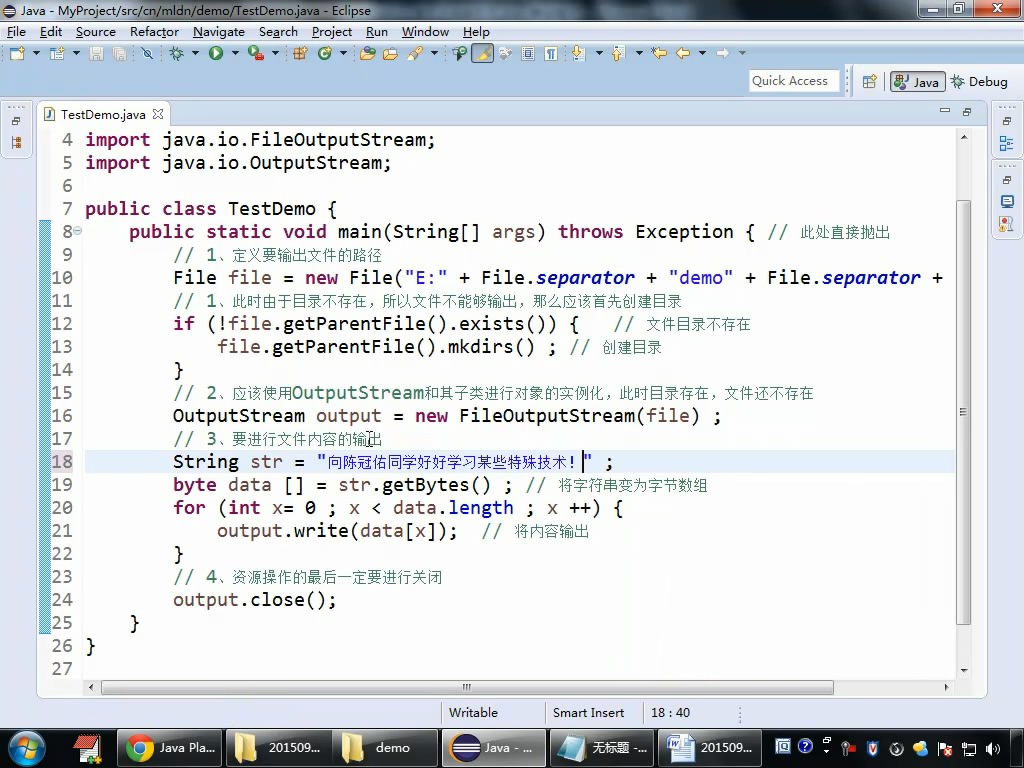 Java - MyProject/src/cn/mldn/demo/TestDemo.java - Eclipse
File Edit Source Refactor Navigate Search Project Run Window Help
Quick Access
Java
Debug
TestDemo.java
4 import java.io.FileOutputStream;
5 import java.io.OutputStream;
6
7 public class TestDemo {
8 public static void main(String[] args) throws Exception { // 此处直接抛出
9 // 1、定义要输出文件的路径
10 File file = new File("E:" + File.separator + "demo" + File.separator +
11 // 1、此时由于目录不存在，所以文件不能够输出，那么应该首先创建目录
12 if (!file.getParentFile().exists()) { // 文件目录不存在
13 file.getParentFile().mkdirs() ; // 创建目录
14 }
15 // 2、应该使用OutputStream和其子类进行对象的实例化，此时目录存在，文件还不存在
16 OutputStream output = new FileOutputStream(file) ;
17 // 3、要进行文件内容的输出
18 String str = "向陈冠佑同学好好学习某些特殊技术！" ;
19 byte data [] = str.getBytes() ; // 将字符串变为字节数组
20 for (int x= 0 ; x < data.length ; x ++) {
21 output.write(data[x]); // 将内容输出
22 }
23 // 4、资源操作的最后一定要进行关闭
24 output.close();
25 }
26 }
27
Writable
Smart Insert
18 : 40
Java Pla...
201509...
demo
Java - ...
无标题 -...
201509...